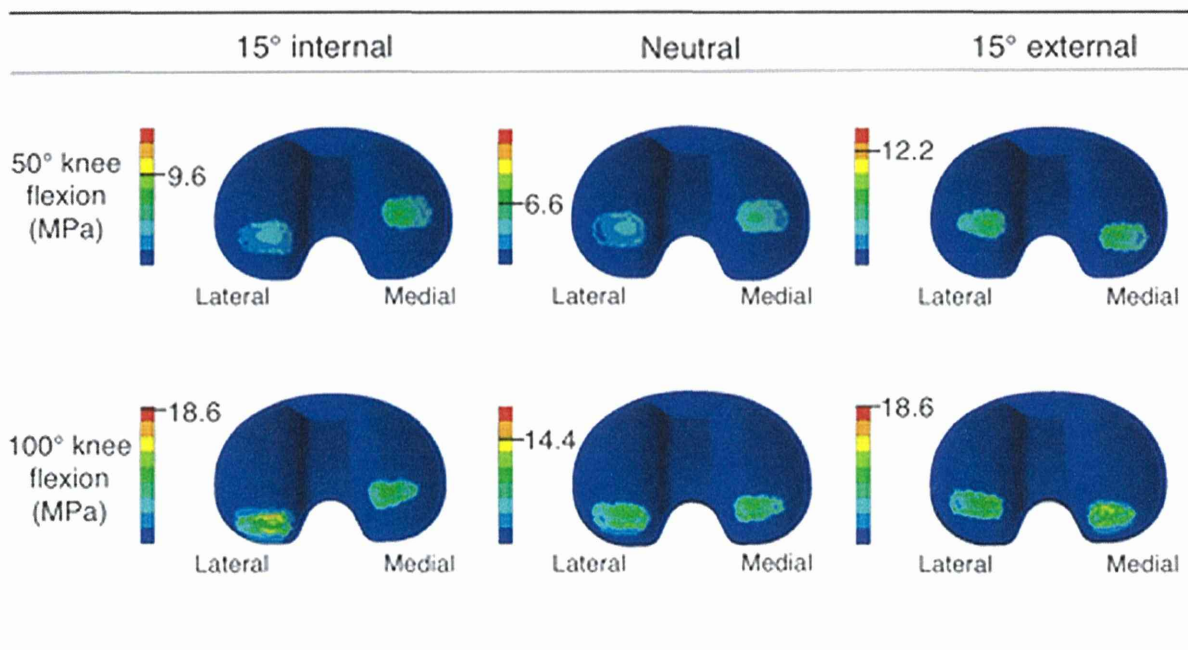 15° internal Neutral 15° external
50° knee
flexion
(MPa)
9.6
6.6
12.2
Lateral Medial Lateral Medial Lateral Medial
100° knee
flexion
(MPa)
18.6
14.4
18.6
Lateral Medial Lateral Medial Lateral Medial